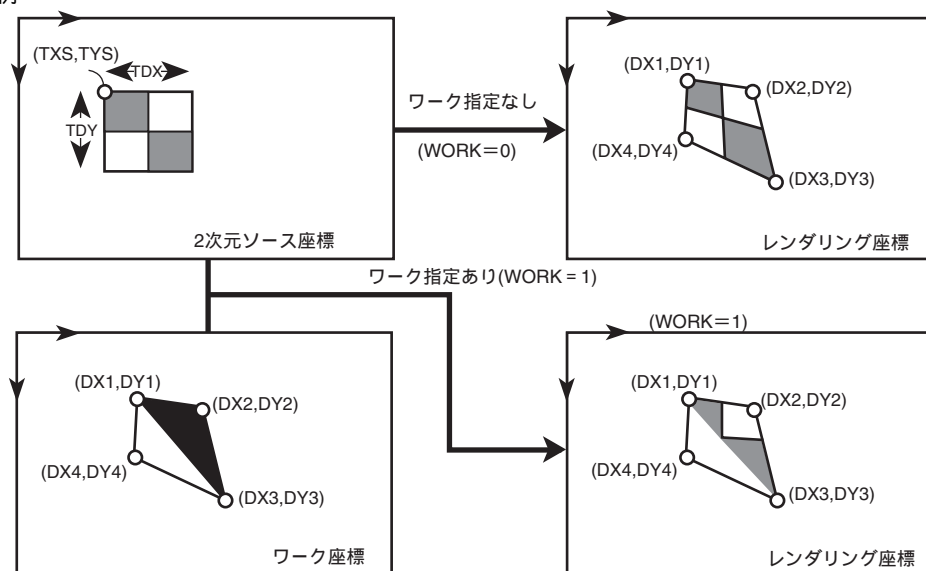 (TXS,TYS)
TDX
TDY
2次元ソース座標
ワーク指定なし
(WORK＝0)
(DX1,DY1)
(DX2,DY2)
(DX4,DY4)
(DX3,DY3)
レンダリング座標
ワーク指定あり(WORK = 1)
(DX1,DY1)
(DX2,DY2)
(DX4,DY4)
(DX3,DY3)
ワーク座標
(WORK＝1)
(DX1,DY1)
(DX2,DY2)
(DX4,DY4)
(DX3,DY3)
レンダリング座標